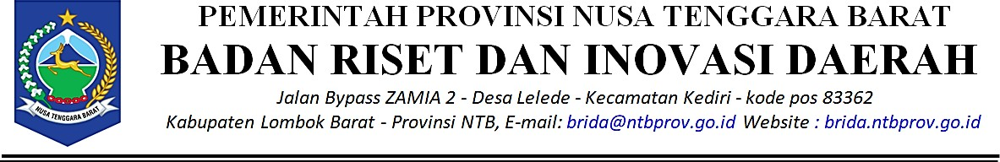 PEMERINTAH PROVINSI NUSA TENGGARA BARAT
BADAN RISET DAN INOVASI DAERAH
Jalan Bypass ZAMIA 2 - Desa Lelede - Kecamatan Kediri - kode pos 83362
Kabupaten Lombok Barat - Provinsi NTB, E-mail: brida@ntbprov.go.id Website : brida.ntbprov.go.id
NUSA TENGGARA BARAT